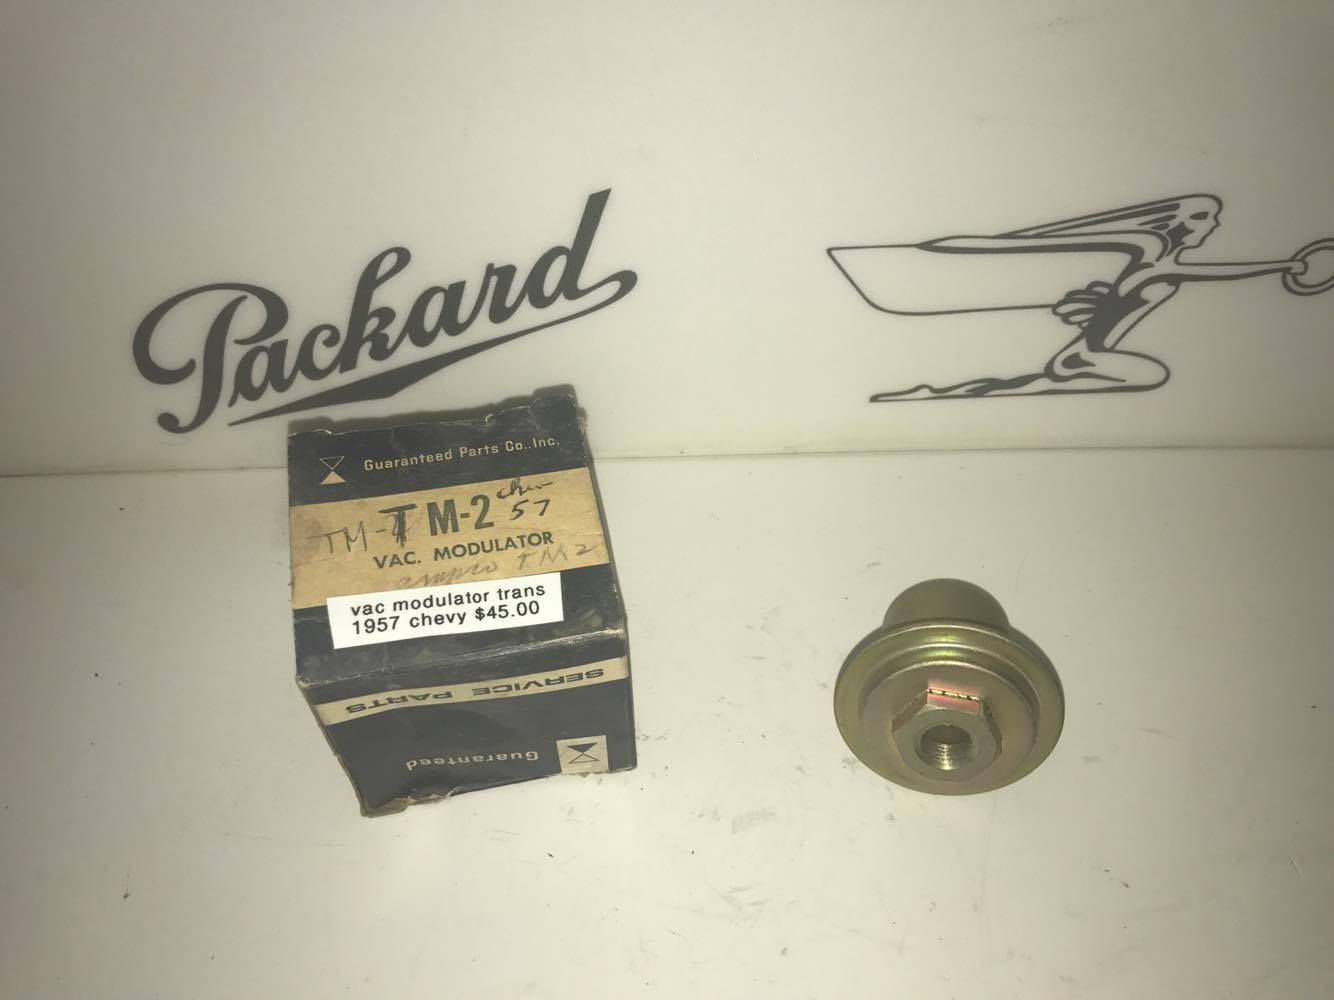 Packard
Guaranteed Parts Co., Inc.
TM-TM-2 chev 57
VAC. MODULATOR
TM2
vac modulator trans
1957 chevy $45.00
SERVICE PARTS
Guaranteed